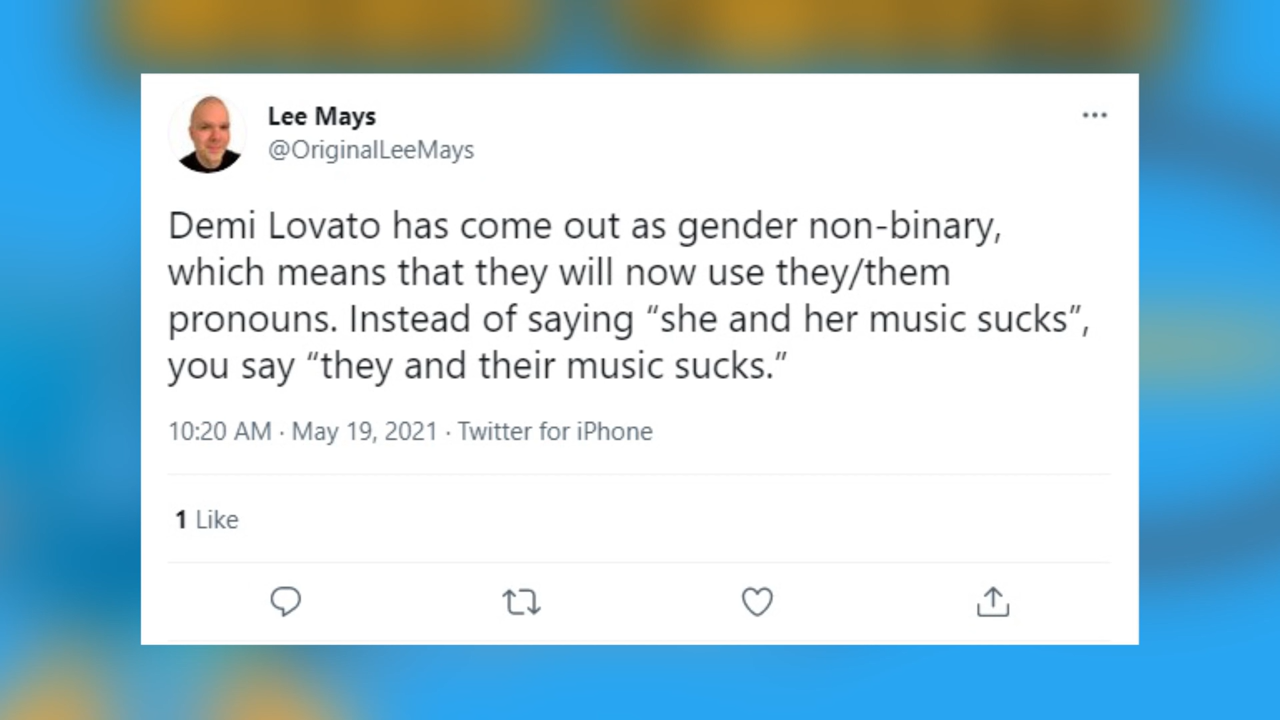 Lee Mays
@OriginalLeeMays
Demi Lovato has come out as gender non-binary,
which means that they will now use they/them
pronouns. Instead of saying “she and her music sucks”,
you say “they and their music sucks.”
10:20 AM · May 19, 2021 · Twitter for iPhone
1 Like